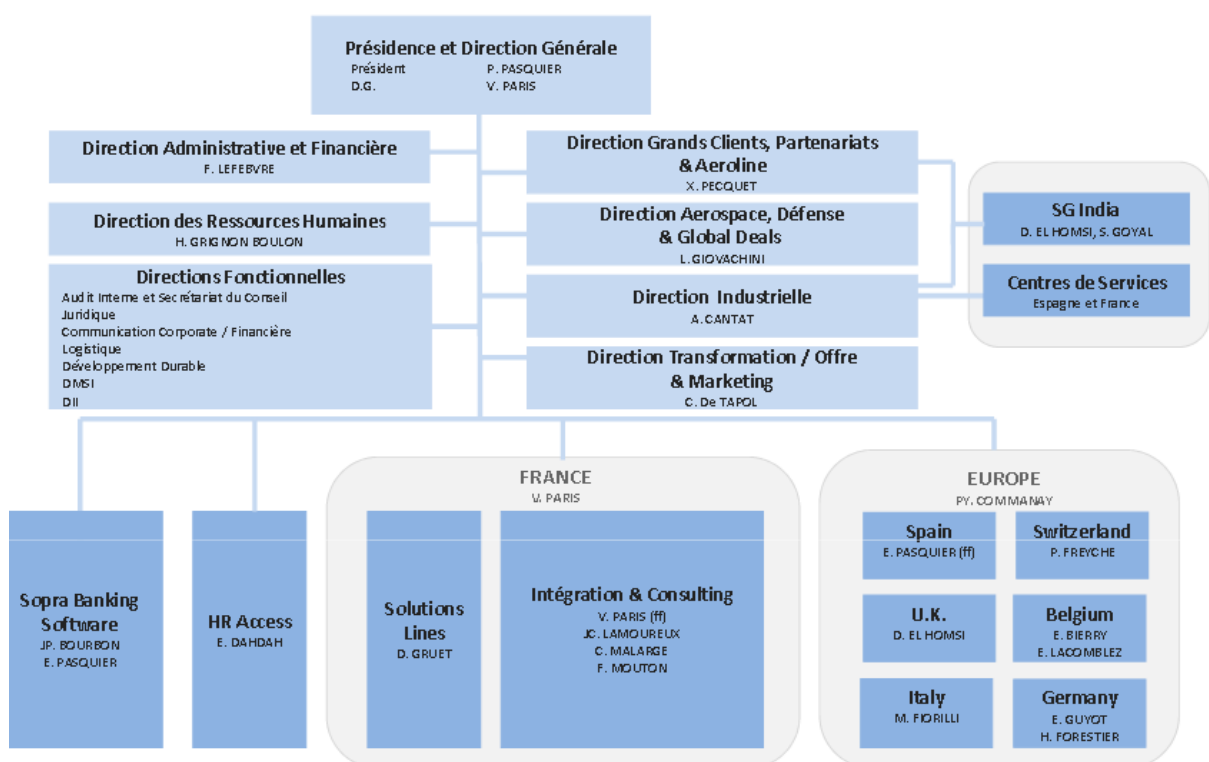 Présidence et Direction Générale
Président P. PASQUIER
D.G. V. PARIS
Direction Administrative et Financière
F. LEFEBVRE
Direction des Ressources Humaines
H. GRIGNON BOULON
Directions Fonctionnelles
Audit Interne et Secrétariat du Conseil
Juridique
Communication Corporate / Financière
Logistique
Développement Durable
DMSI
DII
Direction Grands Clients, Partenariats
& Aeroline
X. PECQUET
Direction Aerospace, Défense
& Global Deals
L. GIOVACHINI
Direction Industrielle
A. CANTAT
Direction Transformation / Offre
& Marketing
C. De TAPOL
SG India
D. EL HOMSI, S. GOYAL
Centres de Services
Espagne et France
Sopra Banking
Software
JP. BOURBON
E. PASQUIER
HR Access
E. DAHDAH
FRANCE
V. PARIS
Solutions
Lines
D. GRUET
Intégration & Consulting
V. PARIS (ff)
JC. LAMOUREUX
C. MALARGE
F. MOUTON
EUROPE
PY. COMMANAY
Spain
E. PASQUIER (ff)
Switzerland
P. FREYCHE
U.K.
D. EL HOMSI
Belgium
E. BIERRY
E. LACOMBLEZ
Italy
M. FIORILLI
Germany
E. GUYOT
H. FORESTIER